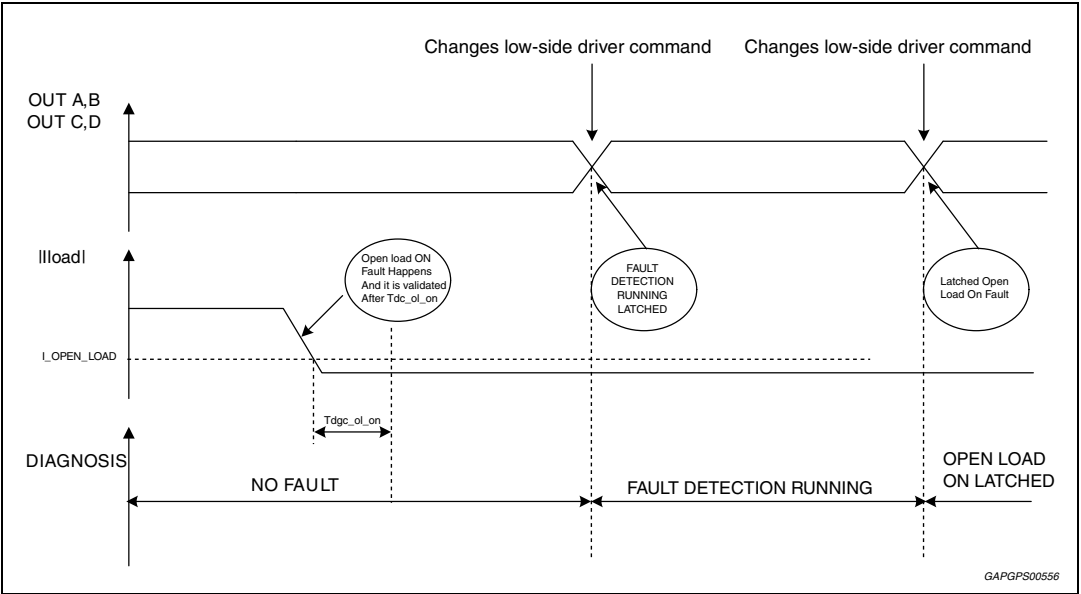 Changes low-side driver command
Changes low-side driver command
OUT A,B
OUT C,D
|Iload|
Open load ON
Fault Happens
And it is validated
After Tdc_ol_on
FAULT
DETECTION
RUNNING
LATCHED
Latched Open
Load On Fault
I_OPEN_LOAD
Tdgc_ol_on
DIAGNOSIS
NO FAULT
FAULT DETECTION RUNNING
OPEN LOAD
ON LATCHED
GAPGPS00556